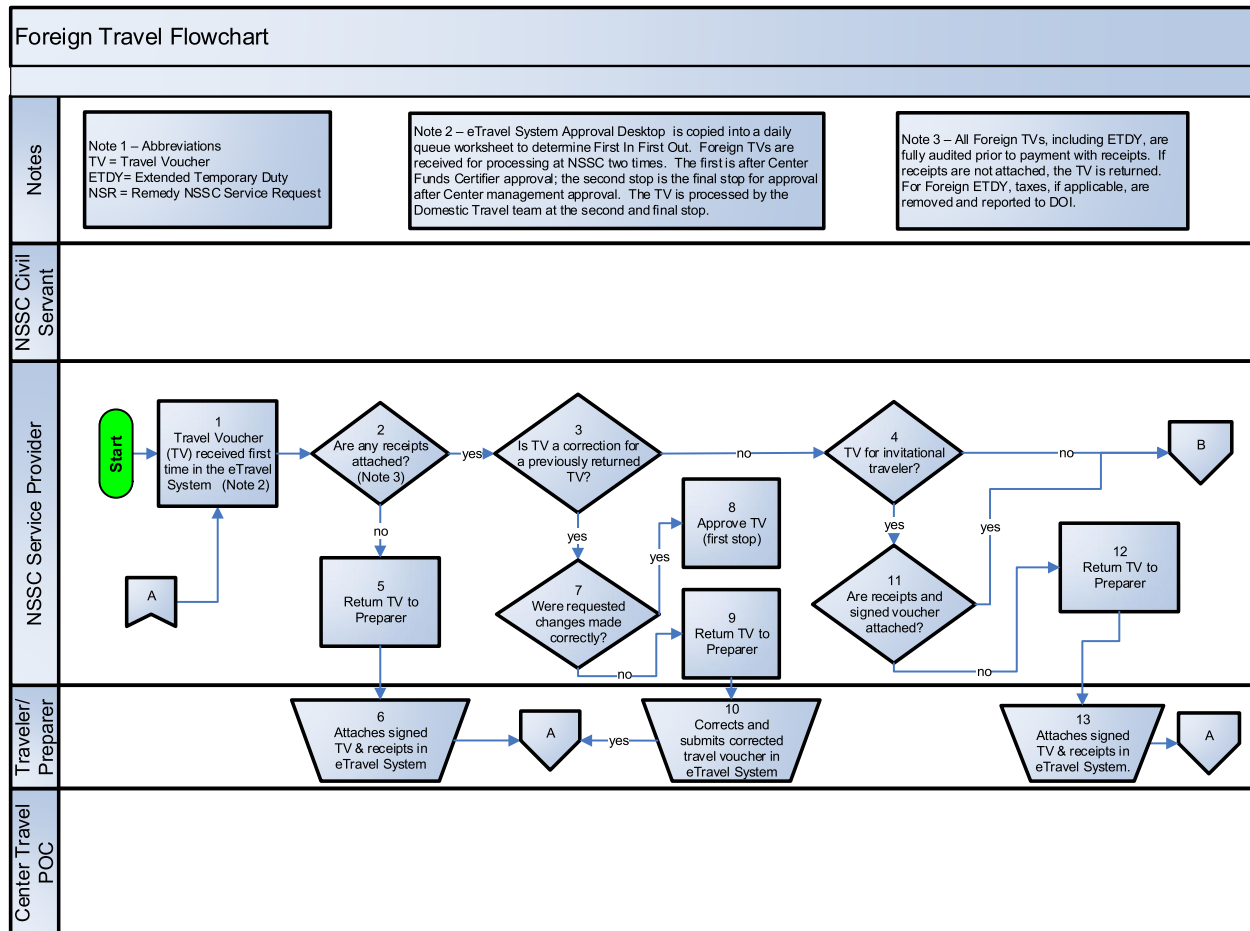 Foreign Travel Flowchart
Notes
Note 1 – Abbreviations
TV = Travel Voucher
ETDY= Extended Temporary Duty
NSR = Remedy NSSC Service Request
Note 2 – eTravel System Approval Desktop is copied into a daily
queue worksheet to determine First In First Out. Foreign TVs are
received for processing at NSSC two times. The first is after Center
Funds Certifier approval; the second stop is the final stop for approval
after Center management approval. The TV is processed by the
Domestic Travel team at the second and final stop.
Note 3 – All Foreign TVs, including ETDY, are
fully audited prior to payment with receipts. If
receipts are not attached, the TV is returned.
For Foreign ETDY, taxes, if applicable, are
removed and reported to DOI.
NSSC Civil
Servant
NSSC Service Provider
Start
1
Travel Voucher
(TV) received first
time in the eTravel
System (Note 2)
A
2
Are any receipts
attached?
(Note 3)
yes
no
3
Is TV a correction for
a previously returned
TV?
no
yes
4
TV for invitational
traveler?
no
yes
B
5
Return TV to
Preparer
7
Were requested
changes made
correctly?
yes
no
8
Approve TV
(first stop)
9
Return TV to
Preparer
11
Are receipts and
signed voucher
attached?
yes
no
12
Return TV to
Preparer
Traveler/
Preparer
6
Attaches signed
TV & receipts in
eTravel System
A
yes
10
Corrects and
submits corrected
travel voucher in
eTravel System
13
Attaches signed
TV & receipts in
eTravel System.
A
Center Travel
POC